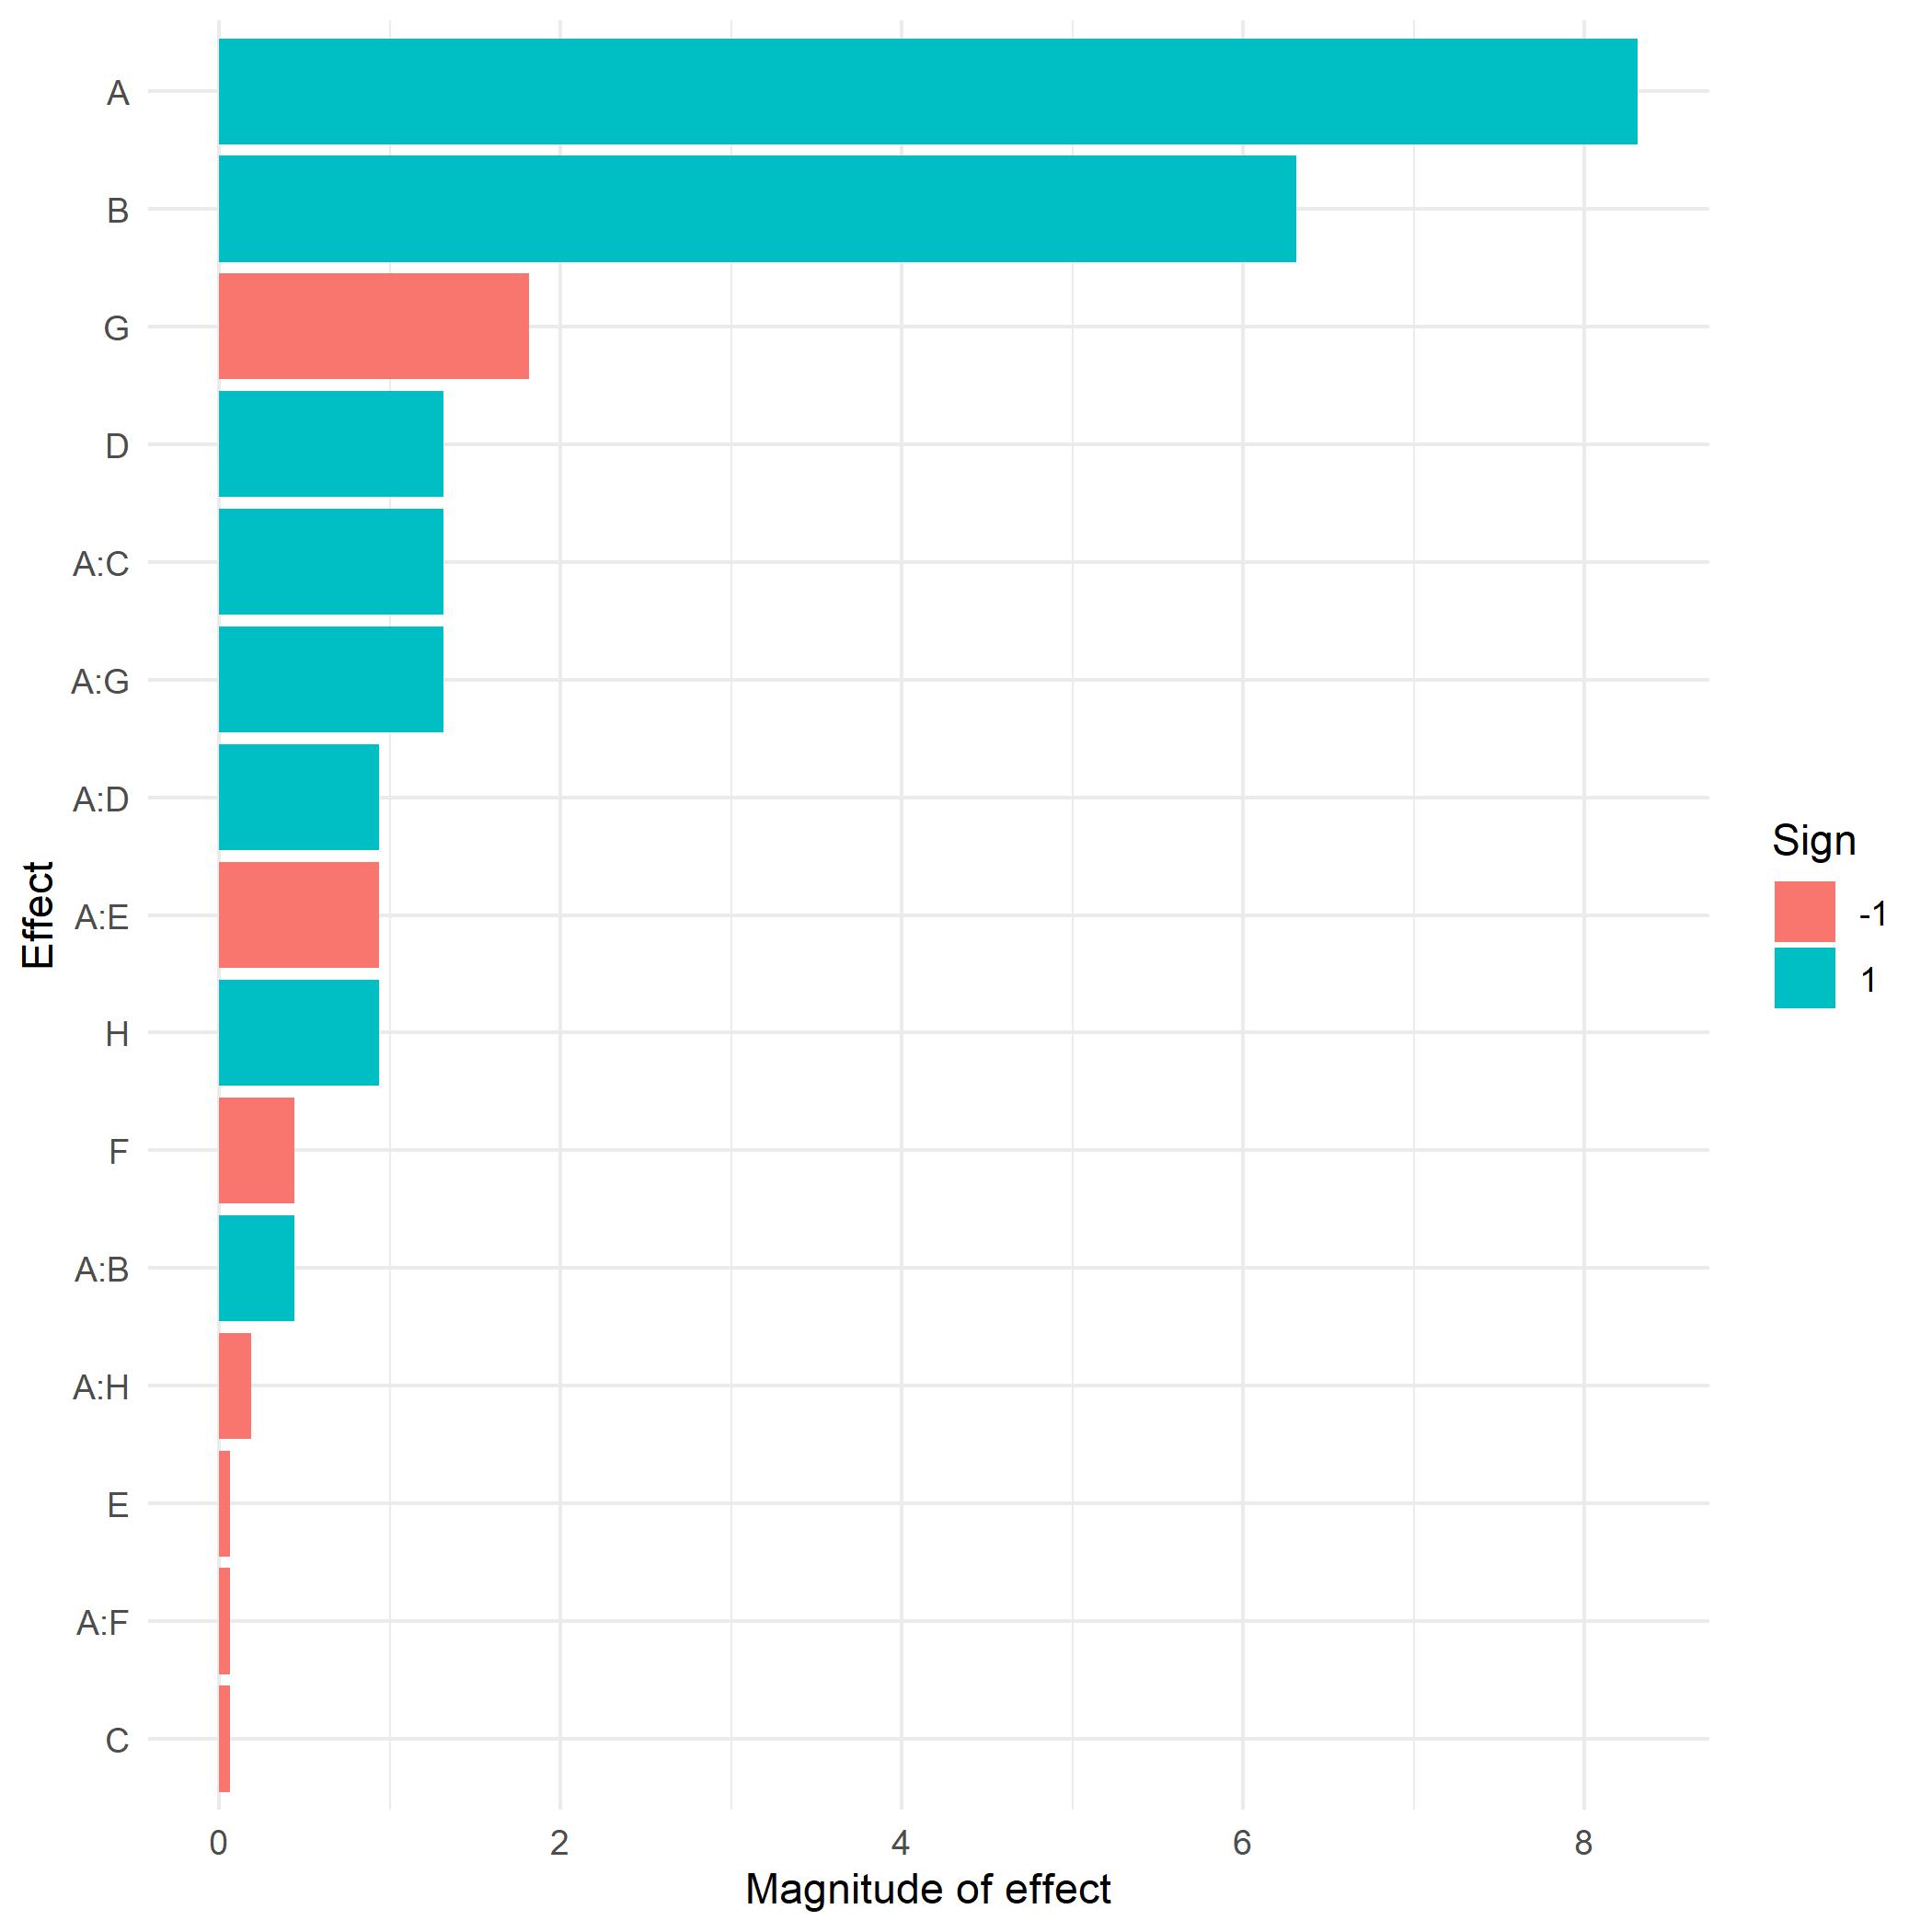 A
B
G
D
A:C
A:G
A:D
A:E
H
F
A:B
A:H
E
A:F
C
Effect
0 2 4 6 8
Magnitude of effect
Sign
-1
1